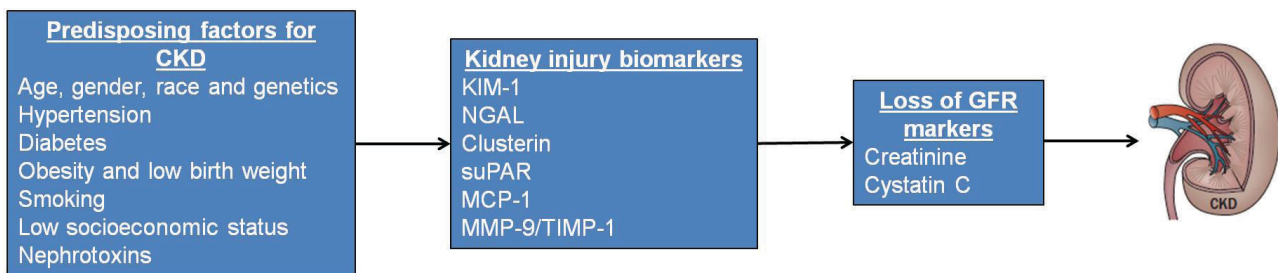 Predisposing factors for
CKD
Age, gender, race and genetics
Hypertension
Diabetes
Obesity and low birth weight
Smoking
Low socioeconomic status
Nephrotoxins
Kidney injury biomarkers
KIM-1
NGAL
Clusterin
suPAR
MCP-1
MMP-9/TIMP-1
Loss of GFR
markers
Creatinine
Cystatin C
CKD